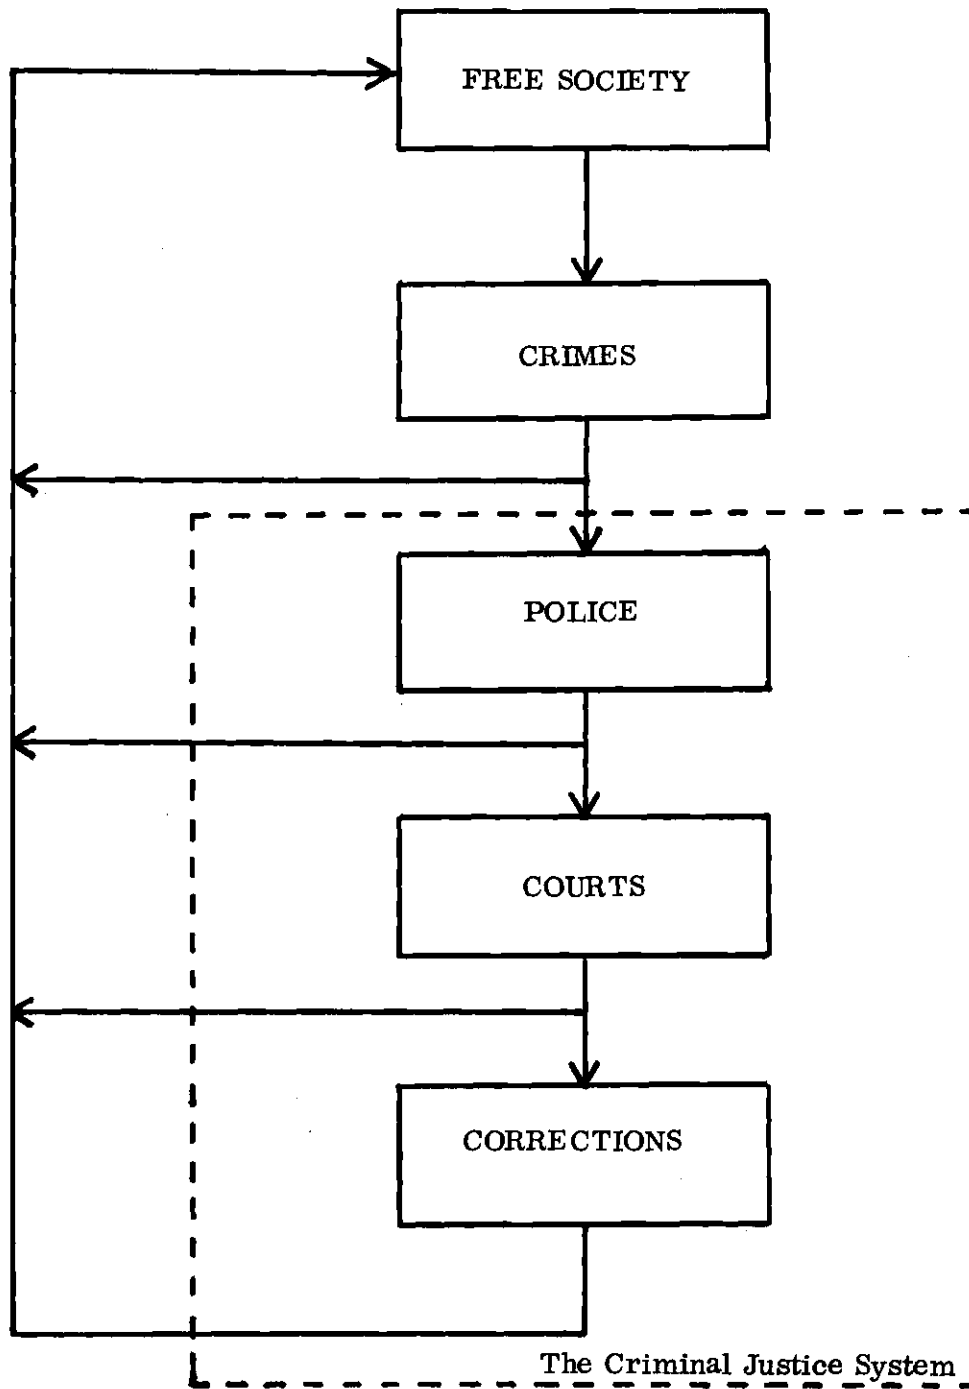 FREE SOCIETY
CRIMES
POLICE
COURTS
CORRECTIONS
The Criminal Justice System